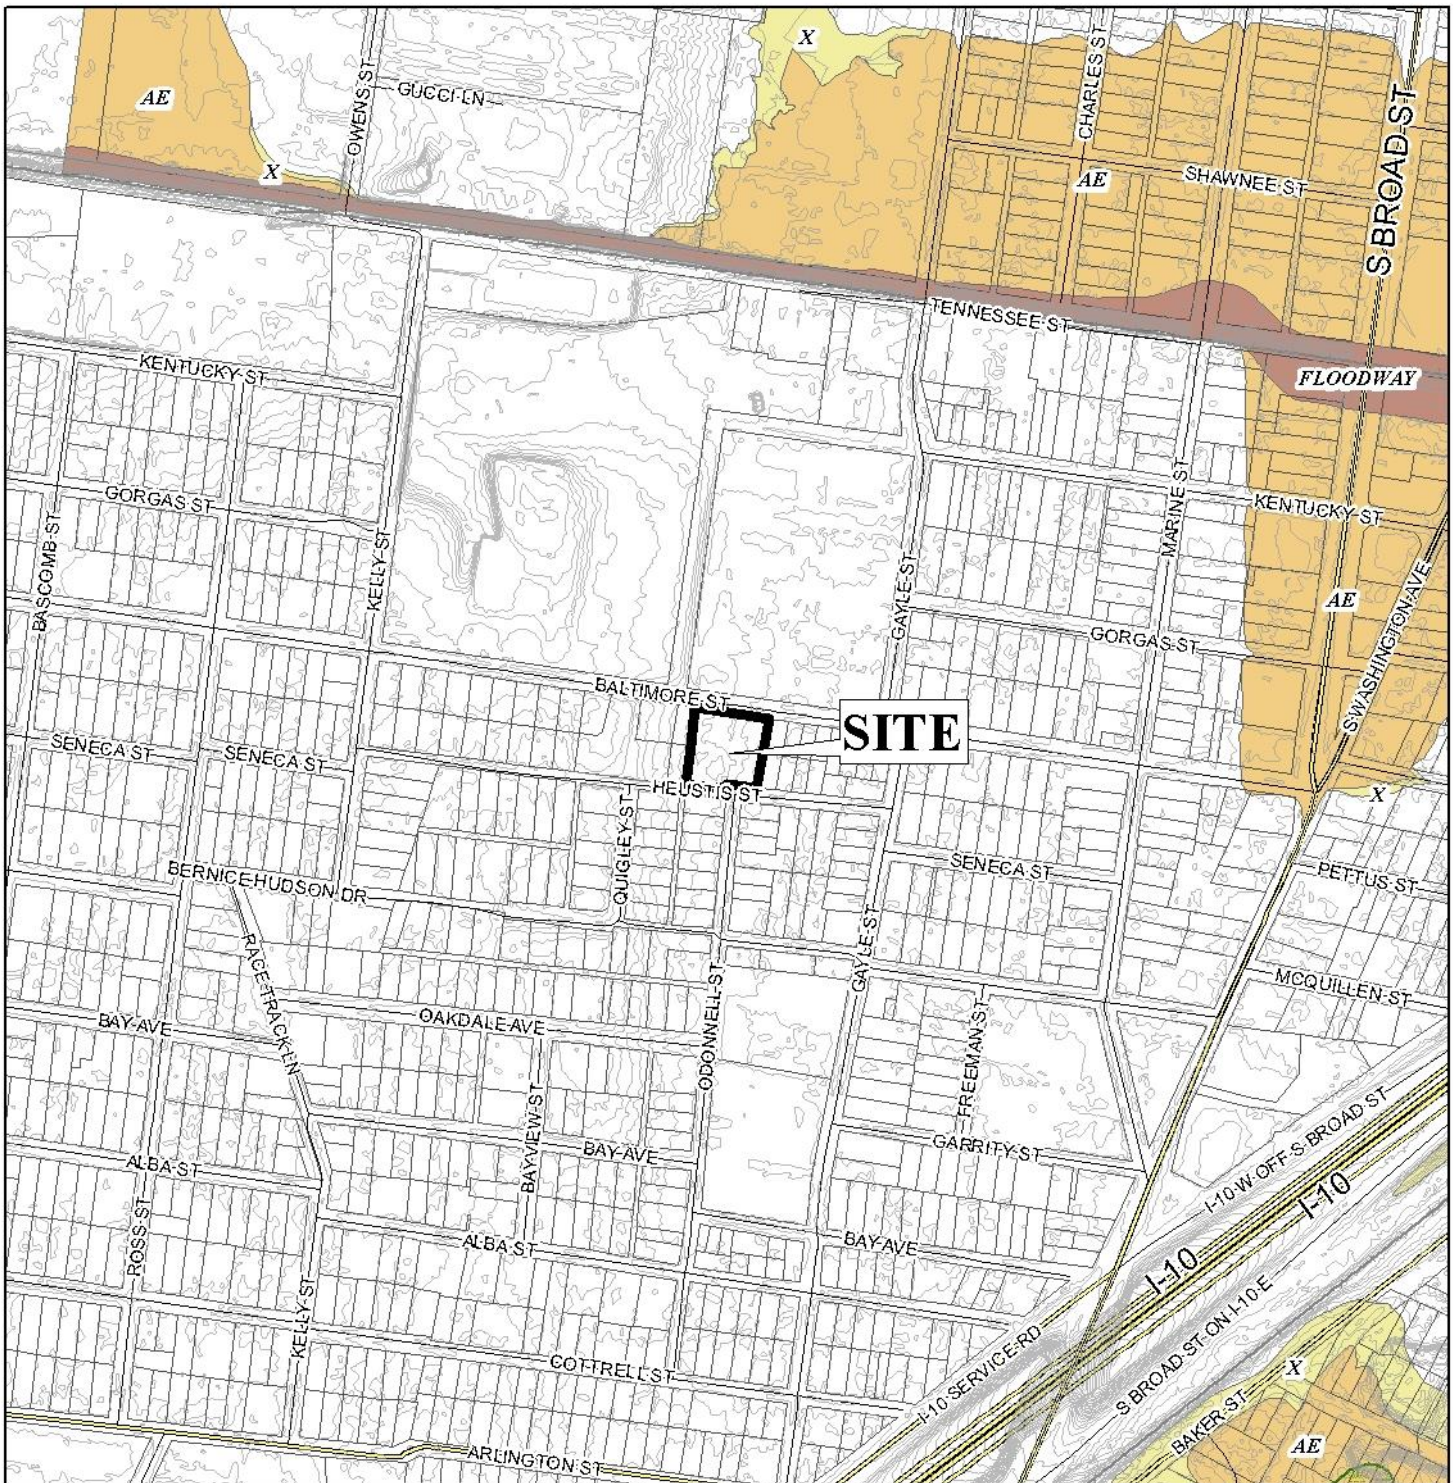 X
GUCCI LN
CHARLES ST
AE
OWENS ST
S BROAD ST
X
AE
SHAWNEE ST
TENNESSEE ST
KENTUCKY ST
FLOODWAY
GORGAS ST
MARINE ST
KENTUCKY ST
BASCOMB ST
KELLY ST
GAYLE ST
AE
GORGAS ST
S WASHINGTON AVE
BALTIMORE ST
SITE
SENECA ST
SENECA ST
HEUSTIS ST
X
QUIGLEY ST
SENECA ST
PETTUS ST
BERNICE HUDSON DR
RACE TRACK LN
GAYLE ST
MCQUILLEN ST
BAY AVE
OAKDALE AVE
ODONNELL ST
FREEMAN ST
BAYVIEW ST
BAY AVE
GARRITY ST
I-10 W OFF S BROAD ST
ALBA ST
I-10
ROSS ST
ALBA ST
BAY AVE
I-10
KELLY ST
S BROAD ST ON I-10 E
COTTRELL ST
I-10 SERVICE RD
X
BAKER ST
ARLINGTON ST
AE